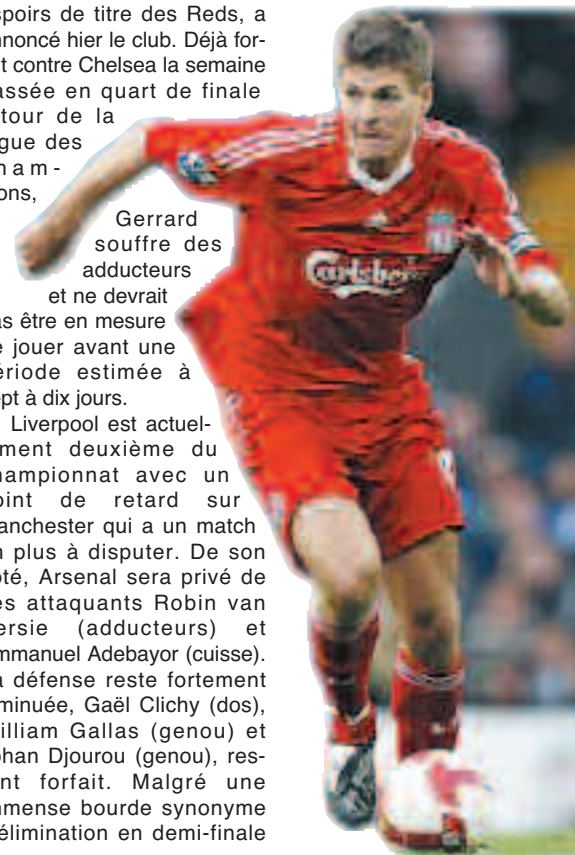 spoirs de titre des Reds, a
nnoncé hier le club. Déjà for-
t contre Chelsea la semaine
assée en quart de finale
tour de la
gue des
ham-
ons,
Gerrard
souffre des
adducteurs
et ne devrait
as être en mesure
e jouer avant une
ériode estimée à
ept à dix jours.
Liverpool est actuel-
ment deuxième du
hampionnat avec un
oint de retard sur
anchester qui a un match
n plus à disputer. De son
ôté, Arsenal sera privé de
es attaquants Robin van
ersie (adducteurs) et
mmanuel Adebayor (cuisse).
a défense reste fortement
minuée, Gaël Clichy (dos),
illiam Gallas (genou) et
ohan Djourou (genou), res-
nt forfait. Malgré une
mmense bourde synonyme
élimination en demi-finale
Carlsberg